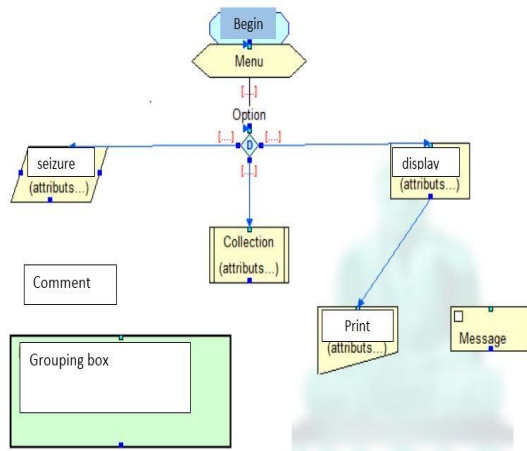 Begin
Menu
[....]
Option
[....]
[....]
D
[....]
seizure
(attributs...)
display
(attributs...)
Collection
(attributs...)
Comment
Print
(attributs...)
Message
Grouping box